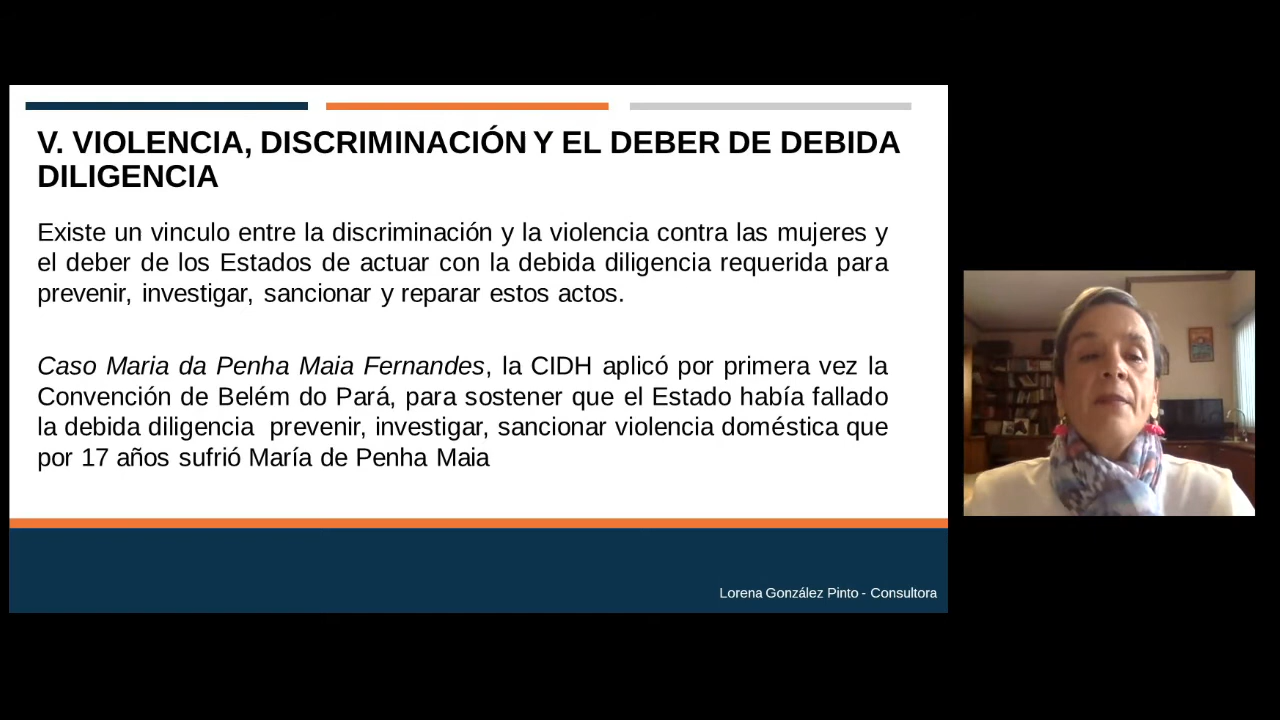 V. VIOLENCIA, DISCRIMINACIÓN Y EL DEBER DE DEBIDA
DILIGENCIA
Existe un vinculo entre la discriminación y la violencia contra las mujeres y
el deber de los Estados de actuar con la debida diligencia requerida para
prevenir, investigar, sancionar y reparar estos actos.
Caso Maria da Penha Maia Fernandes, la CIDH aplicó por primera vez la
Convención de Belém do Pará, para sostener que el Estado había fallado
la debida diligencia  prevenir, investigar, sancionar violencia doméstica que
por 17 años sufrió María de Penha Maia
Lorena González Pinto - Consultora